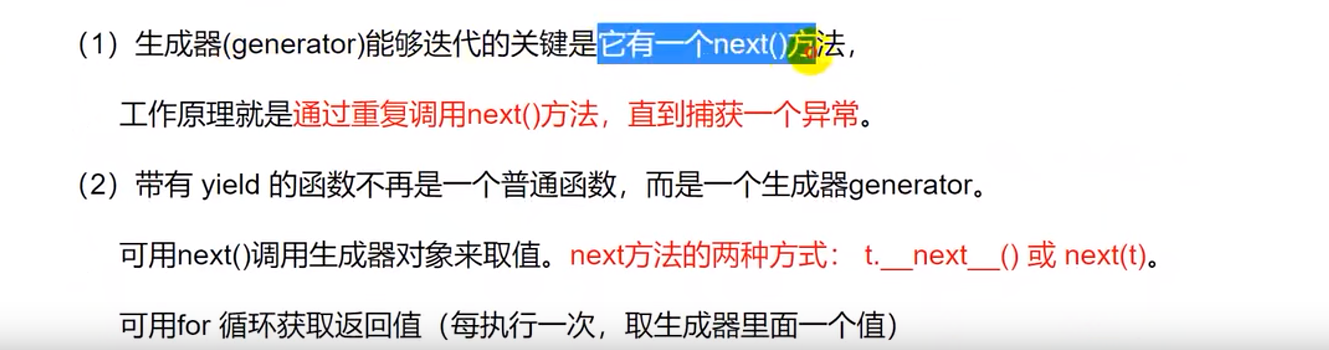 （1）生成器(generator)能够迭代的关键是它有一个next()方法，
工作原理就是通过重复调用next()方法，直到捕获一个异常。
（2）带有 yield 的函数不再是一个普通函数，而是一个生成器generator。
可用next()调用生成器对象来取值。next方法的两种方式： t.__next__() 或 next(t)。
可用for 循环获取返回值（每执行一次，取生成器里面一个值）